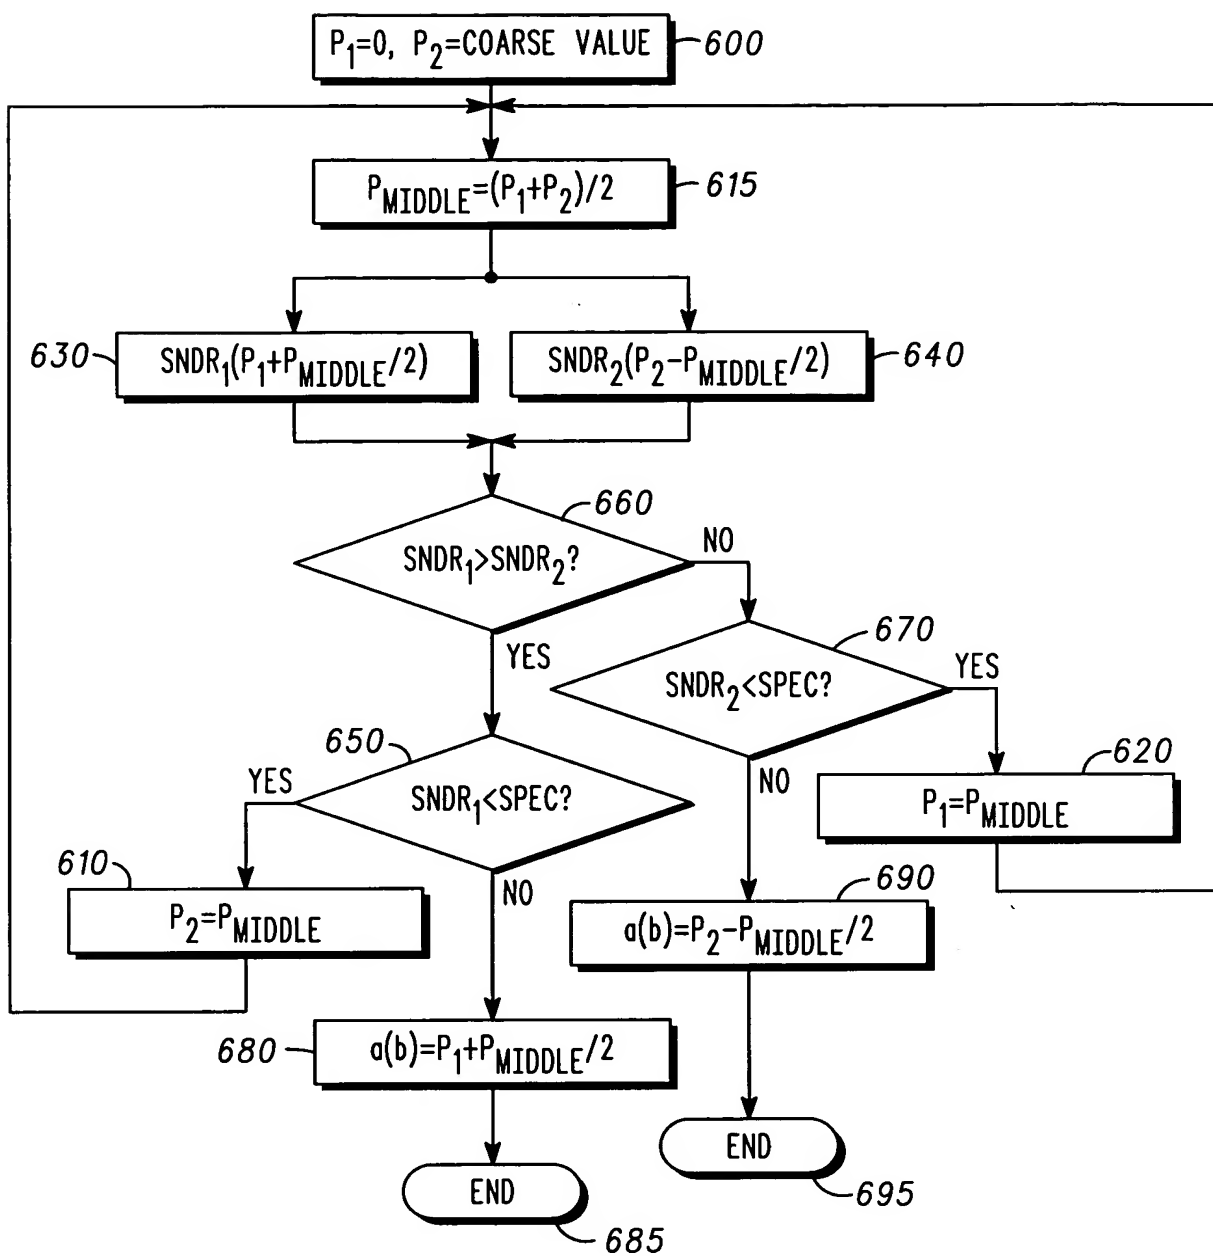 P1=0, P2=COARSE VALUE
600
PMIDDLE=(P1+P2)/2
615
630
SNDR1(P1+PMIDDLE/2)
SNDR2(P2-PMIDDLE/2)
640
660
SNDR1>SNDR2?
NO
YES
670
SNDR2<SPEC?
YES
650
YES
SNDR1<SPEC?
NO
620
P1=PMIDDLE
610
P2=PMIDDLE
NO
690
a(b)=P2-PMIDDLE/2
680
a(b)=P1+PMIDDLE/2
END
695
END
685